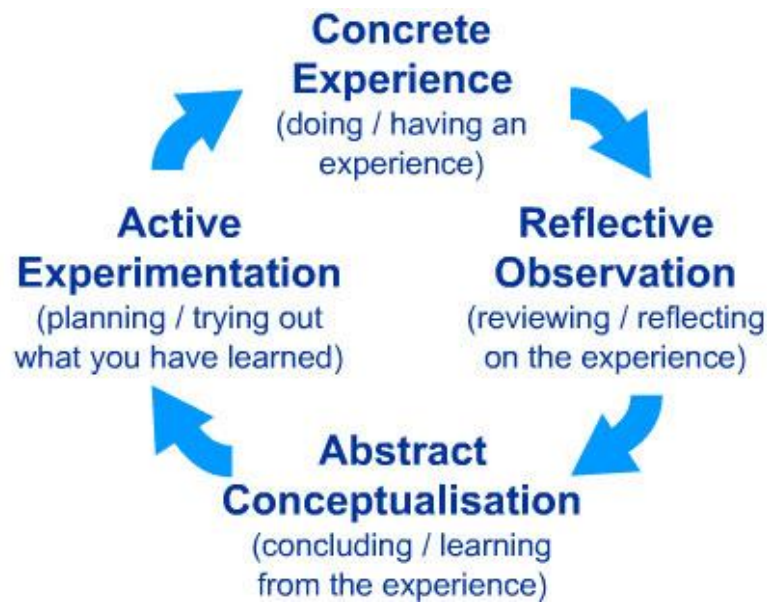 Concrete
Experience
(doing / having an
experience)
Reflective
Observation
(reviewing / reflecting
on the experience)
Abstract
Conceptualisation
(concluding / learning
from the experience)
Active
Experimentation
(planning / trying out
what you have learned)